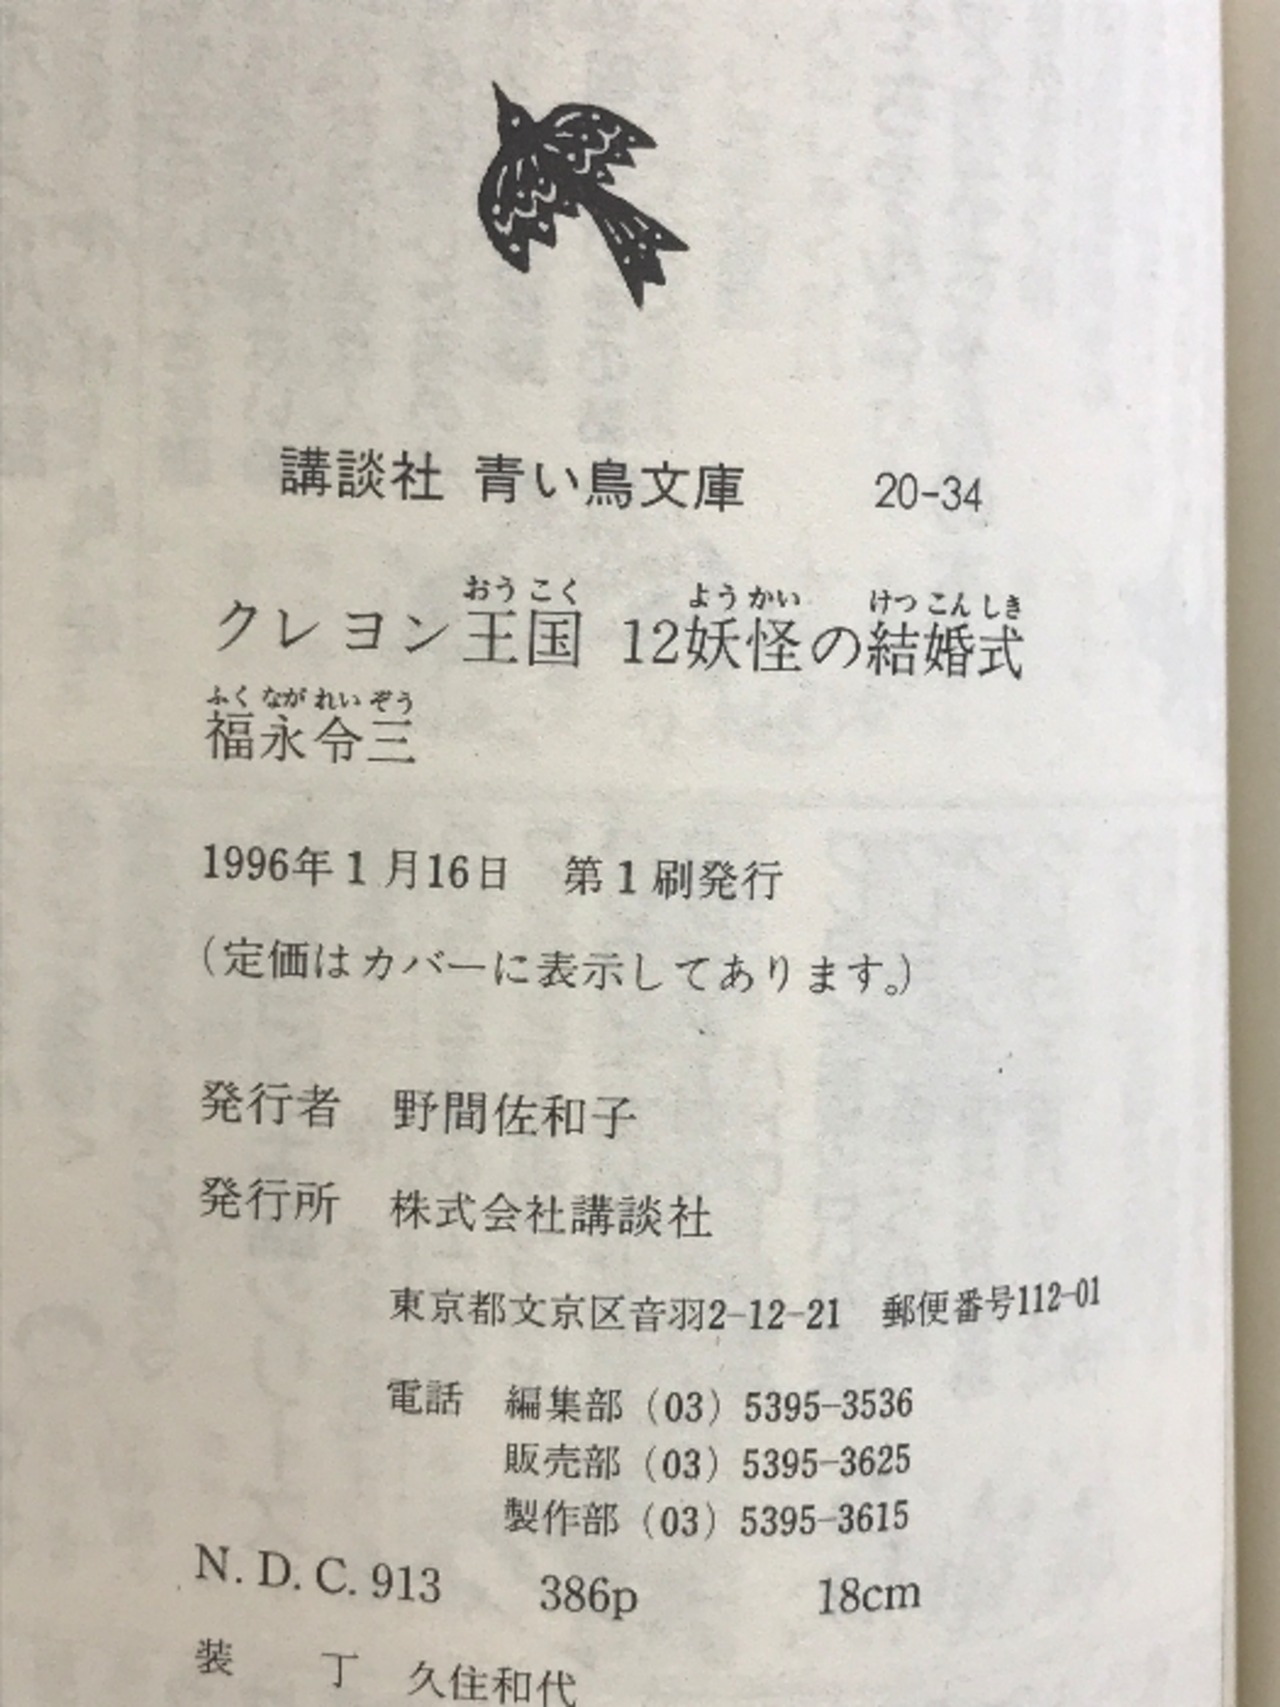 講談社 青い鳥文庫 20-34
おうこく ようかい けっこんしき
クレヨン王国 12妖怪の結婚式
ふくながれいぞう
福永令三
1996年1月16日 第1刷発行
(定価はカバーに表示してあります。)
発行者 野間佐和子
発行所 株式会社講談社
東京都文京区音羽2-12-21 郵便番号112-01
電話 編集部 (03) 5395-3536
販売部 (03) 5395-3625
製作部 (03) 5395-3615
N. D. C. 913 386p 18cm
装丁 久住和代